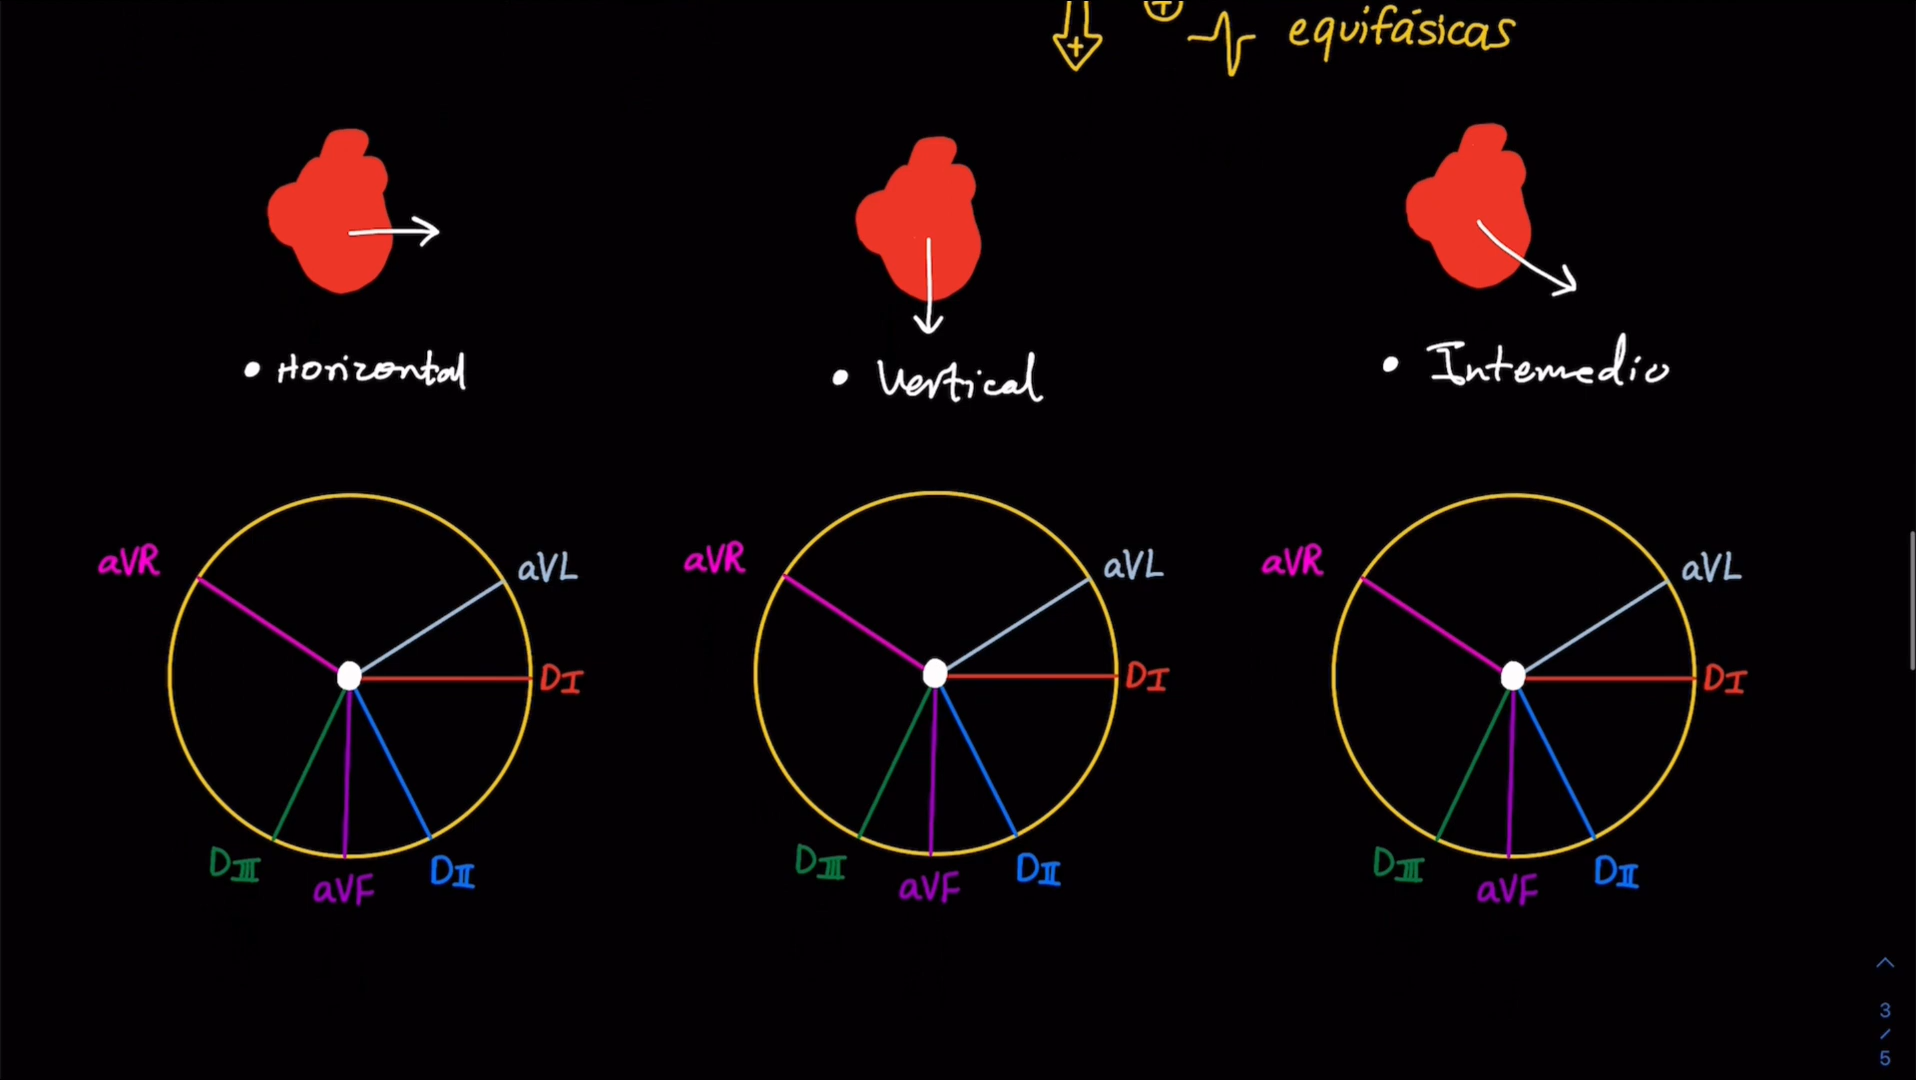 equifásicas
• Horizontal
• Vertical
• Intermedio
aVR
aVL
DI
DIII
aVF
DII
aVR
aVL
DI
DIII
aVF
DII
aVR
aVL
DI
DIII
aVF
DII
3
/
5